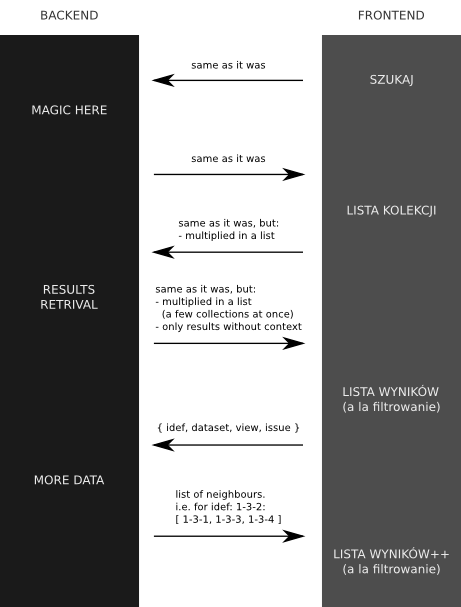 BACKEND
FRONTEND
same as it was
SZUKAJ
MAGIC HERE
same as it was
LISTA KOLEKCJI
same as it was, but:
- multiplied in a list
RESULTS
RETRIVAL
same as it was, but:
- multiplied in a list
(a few collections at once)
- only results without context
LISTA WYNIKÓW
(a la filtrowanie)
{ idef, dataset, view, issue }
MORE DATA
list of neighbours.
i.e. for idef: 1-3-2:
[ 1-3-1, 1-3-3, 1-3-4 ]
LISTA WYNIKÓW++
(a la filtrowanie)